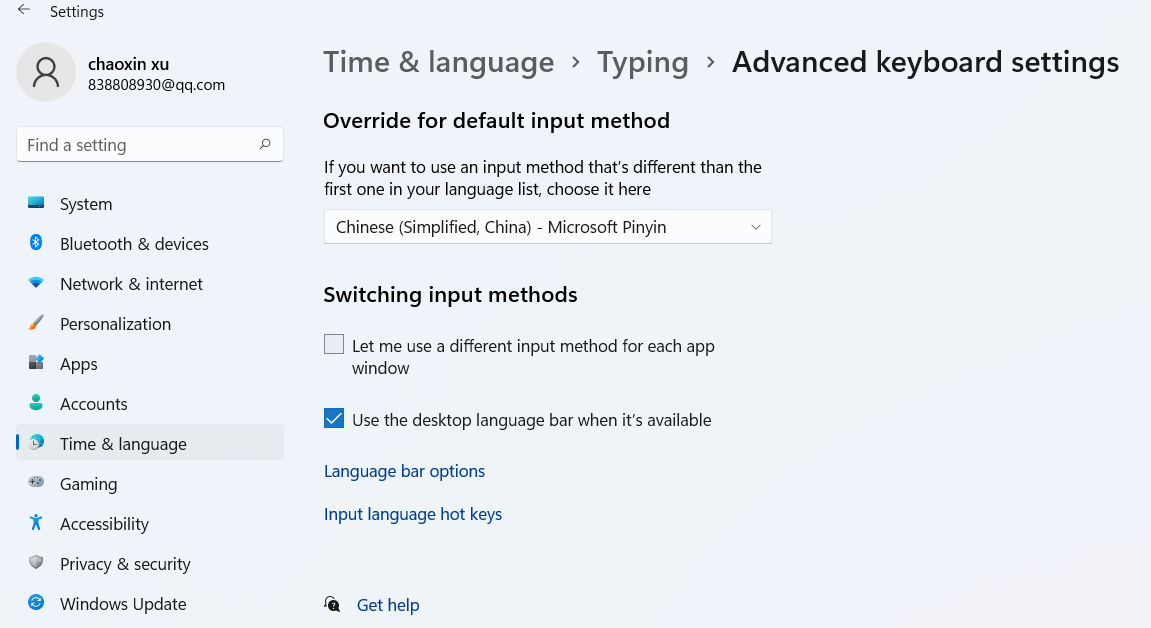 Settings
chaoxin xu
838808930@qq.com
Find a setting
System
Bluetooth & devices
Network & internet
Personalization
Apps
Accounts
Time & language
Gaming
Accessibility
Privacy & security
Windows Update
Time & language › Typing › Advanced keyboard settings
Override for default input method
If you want to use an input method that's different than the
first one in your language list, choose it here
Chinese (Simplified, China) - Microsoft Pinyin
Switching input methods
Let me use a different input method for each app
window
Use the desktop language bar when it's available
Language bar options
Input language hot keys
Get help